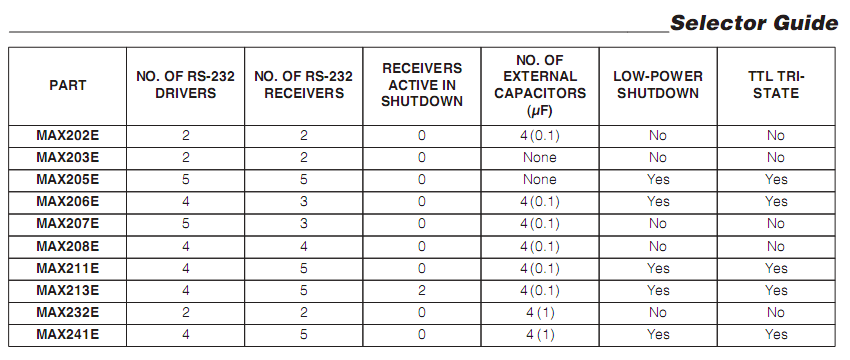 Selector Guide
PART NO. OF RS-232 DRIVERS NO. OF RS-232 RECEIVERS RECEIVERS ACTIVE IN SHUTDOWN NO. OF EXTERNAL CAPACITORS (µF) LOW-POWER SHUTDOWN TTL TRI-STATE
MAX202E 2 2 0 4 (0.1) No No
MAX203E 2 2 0 None No No
MAX205E 5 5 0 None Yes Yes
MAX206E 4 3 0 4 (0.1) Yes Yes
MAX207E 5 3 0 4 (0.1) No No
MAX208E 4 4 0 4 (0.1) No No
MAX211E 4 5 0 4 (0.1) Yes Yes
MAX213E 4 5 2 4 (0.1) Yes Yes
MAX232E 2 2 0 4 (1) No No
MAX241E 4 5 0 4 (1) Yes Yes